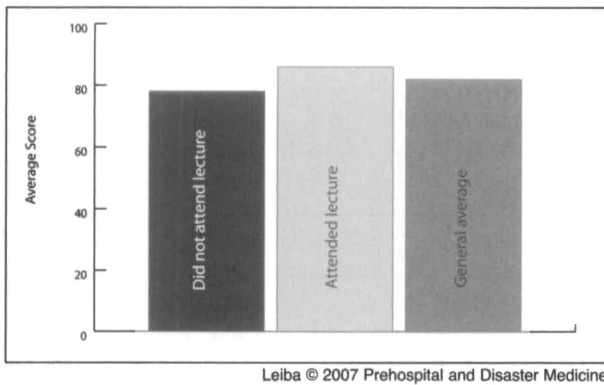 100
80
60
40
20
0
Average Score
Did not attend lecture
Attended lecture
General average
Leiba © 2007 Prehospital and Disaster Medicine